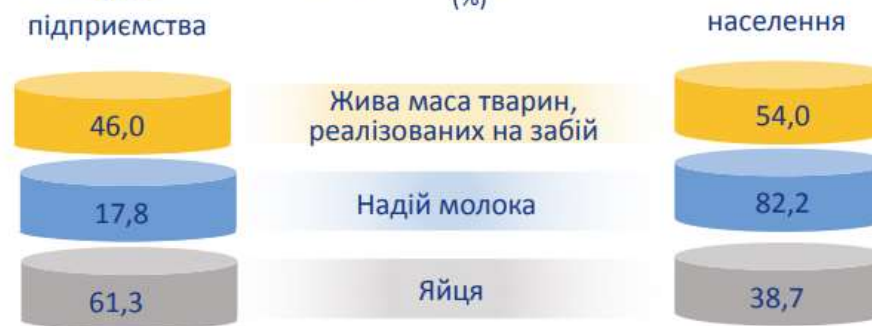 (%)
підприємства
населення
46,0
Жива маса тварин,
реалізованих на забій
54,0
17,8
Надій молока
82,2
61,3
Яйця
38,7